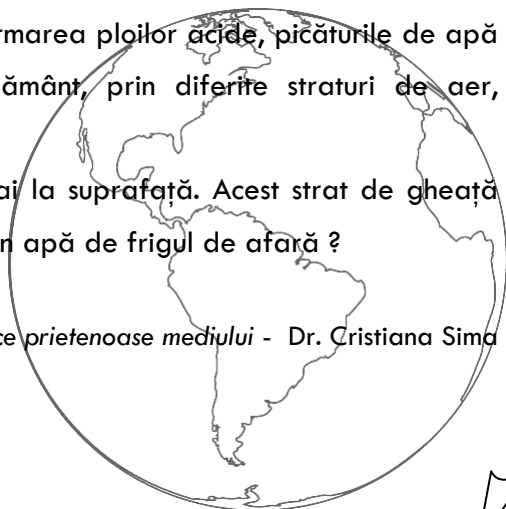 rmarea ploilor acide, picăturile de apă
ământ, prin diferite straturi de aer,
ai la suprafață. Acest strat de gheață
n apă de frigul de afară ?
ce prietenoase mediului - Dr. Cristiana Sima